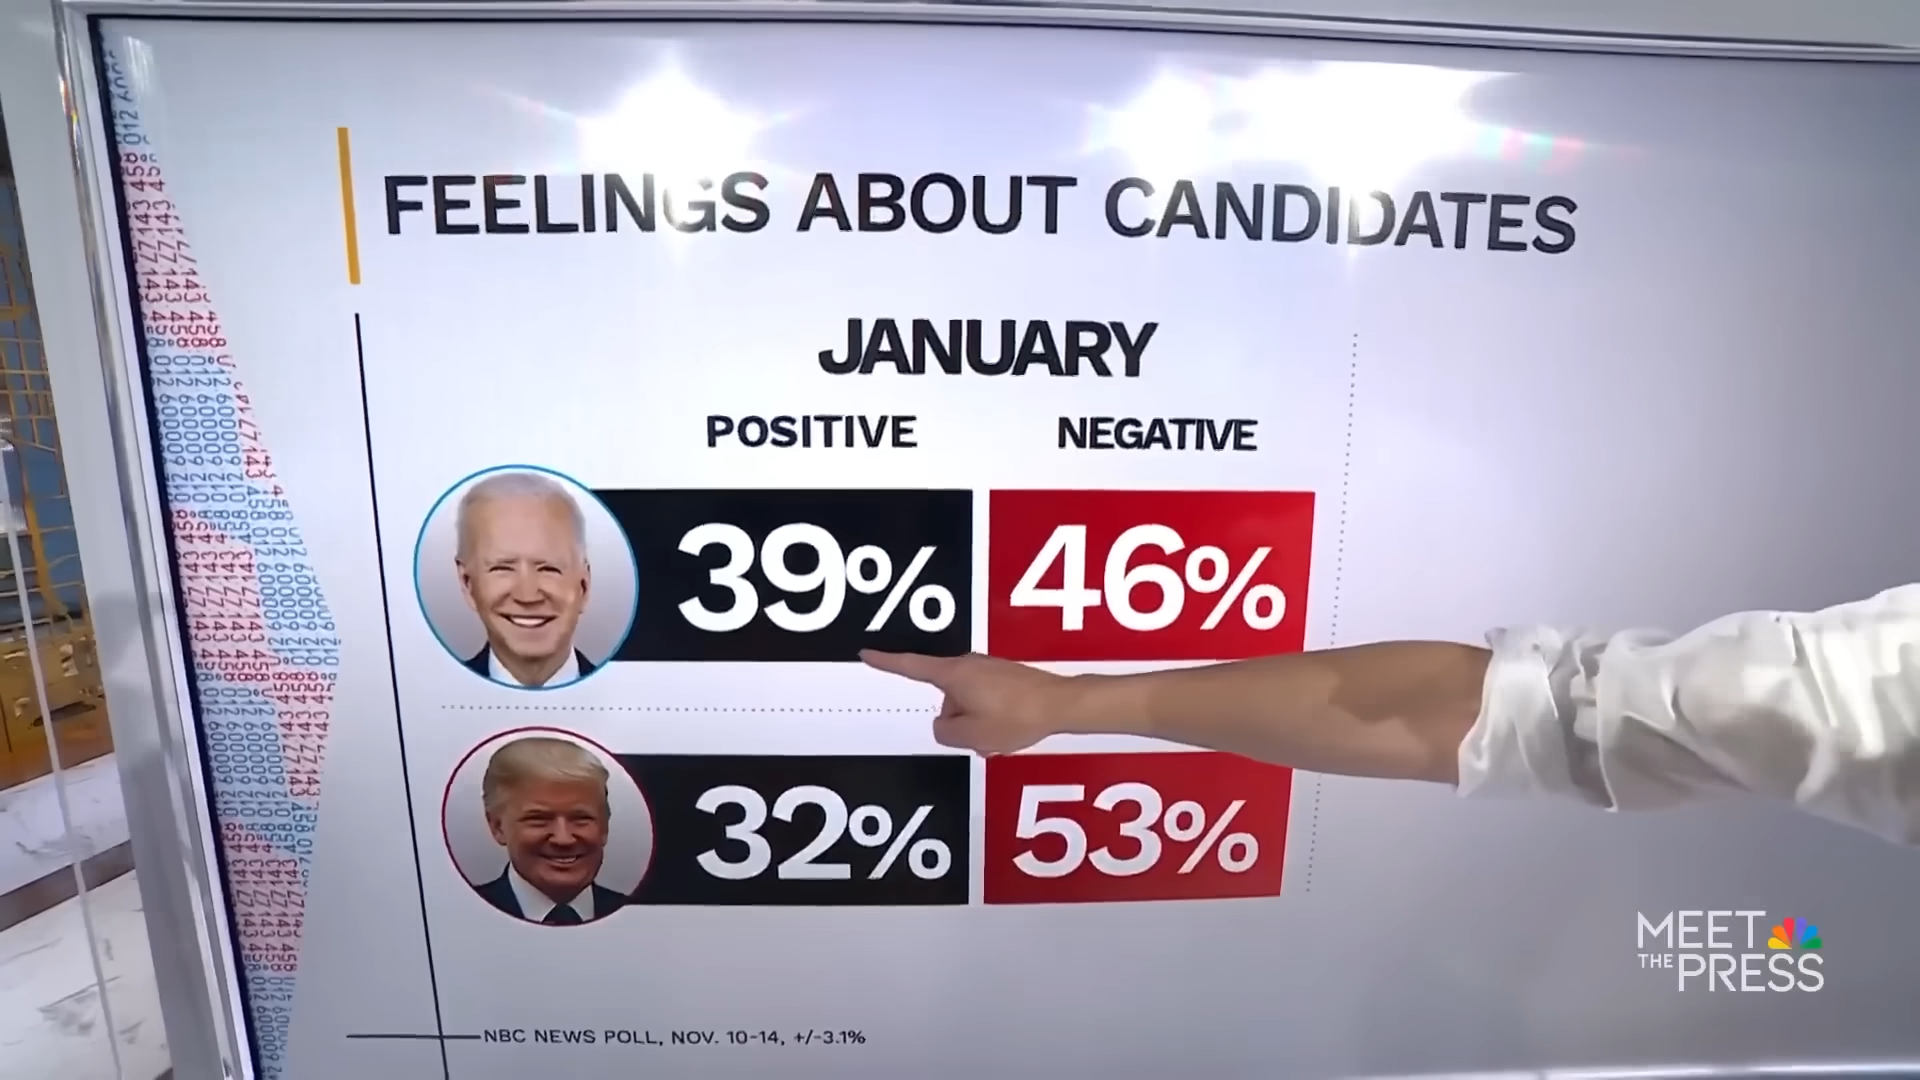 FEELINGS ABOUT CANDIDATES
JANUARY
POSITIVE NEGATIVE
39% 46%
32% 53%
NBC NEWS POLL, NOV. 10-14, +/-3.1%
MEET
THE PRESS